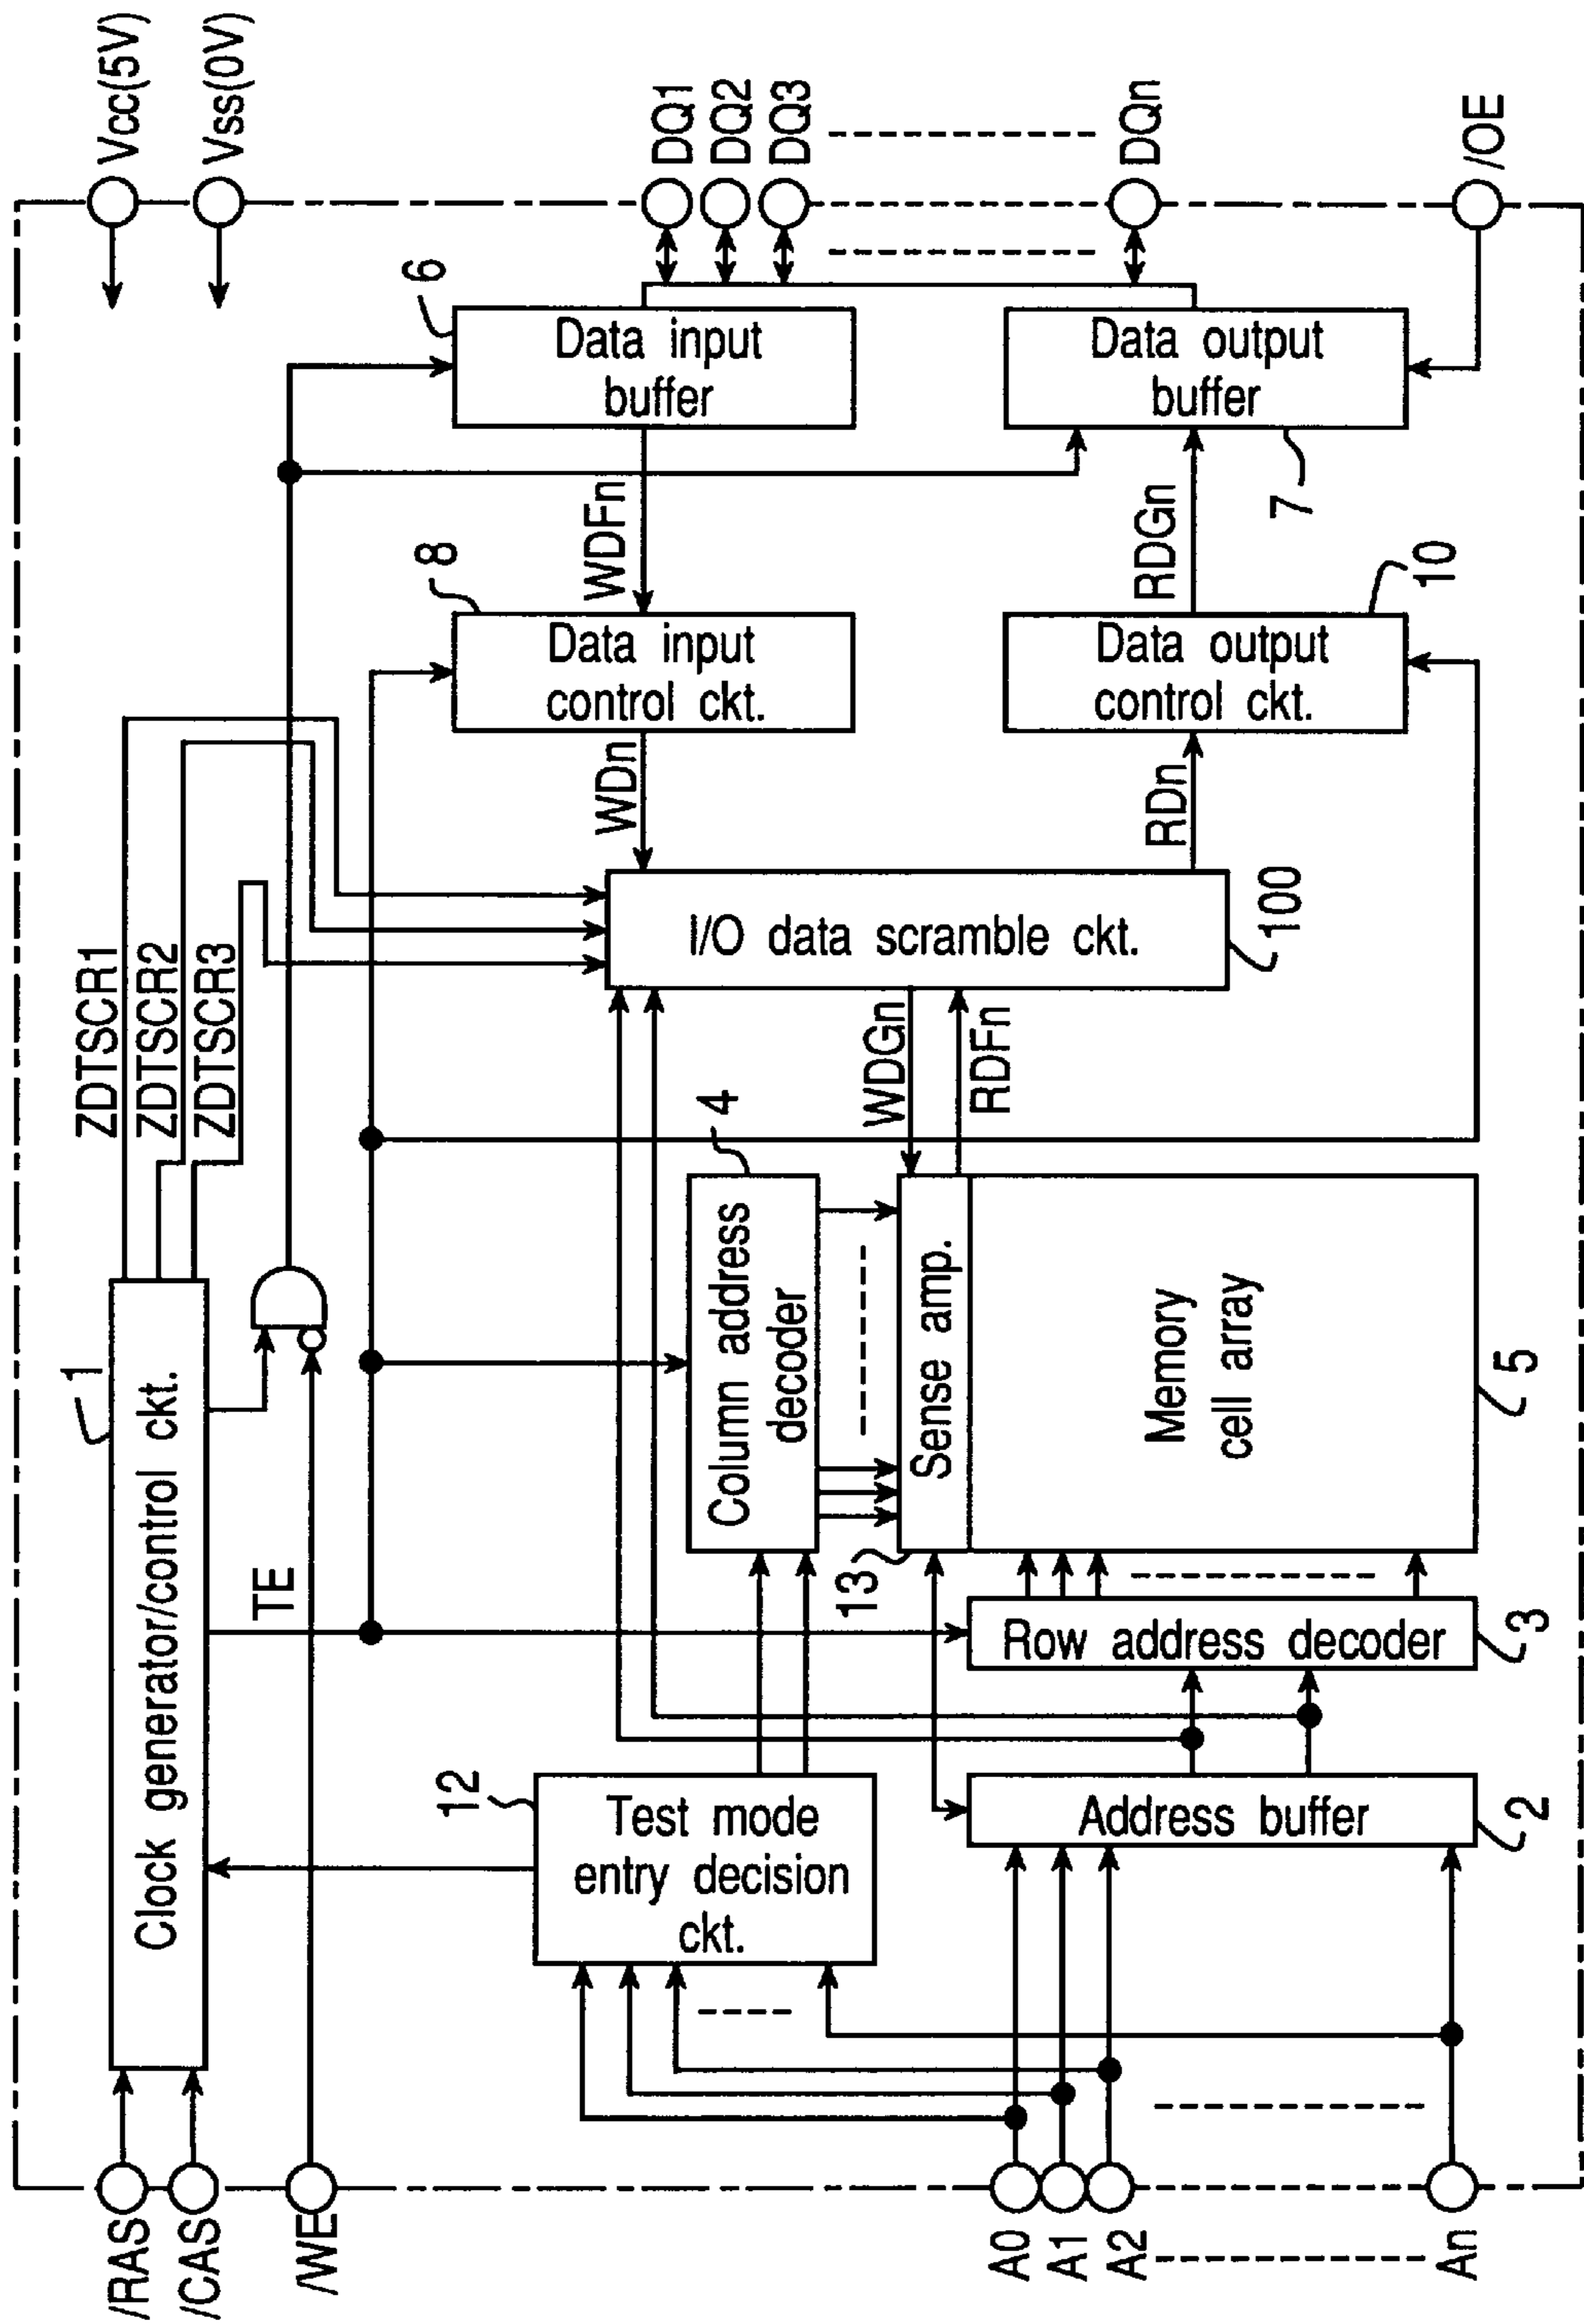 /RAS
/CAS
/WE
A0
A1
A2
An
1
Clock generator/control ckt.
TE
ZDTSCR1
ZDTSCR2
ZDTSCR3
Vcc(5V)
Vss(0V)
12
Test mode
entry decision
ckt.
Address buffer
2
Row address decoder
3
Column address
decoder
4
13
Sense amp.
Memory
cell array
5
WDGn
RDFn
I/O data scramble ckt.
100
WDn
RDn
8
Data input
control ckt.
Data output
control ckt.
10
WDFn
RDGn
6
Data input
buffer
Data output
buffer
7
DQ1
DQ2
DQ3
DQn
/OE